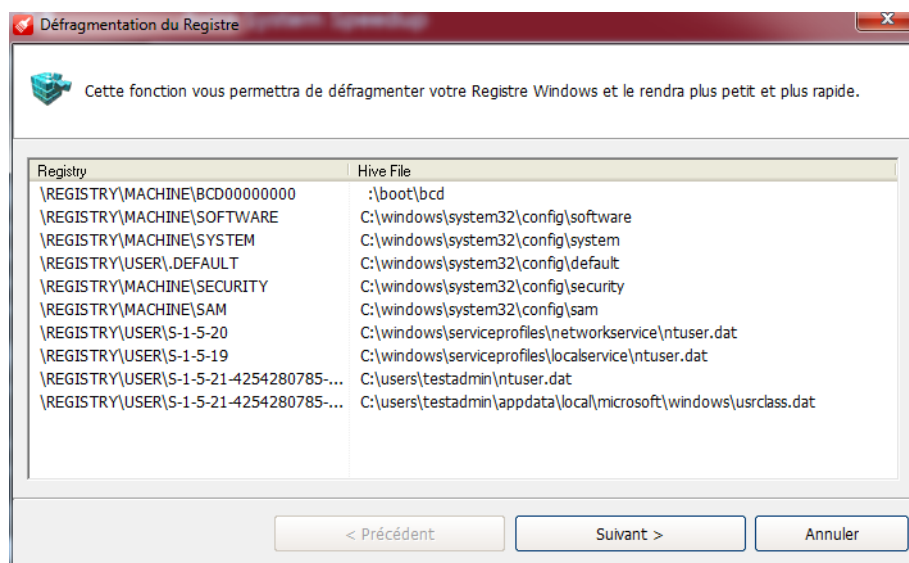 System Speedup
Défragmentation du Registre
Cette fonction vous permettra de défragmenter votre Registre Windows et le rendra plus petit et plus rapide.
Registry Hive File
\REGISTRY\MACHINE\BCD00000000 :\boot\bcd
\REGISTRY\MACHINE\SOFTWARE C:\windows\system32\config\software
\REGISTRY\MACHINE\SYSTEM C:\windows\system32\config\system
\REGISTRY\USER\.DEFAULT C:\windows\system32\config\default
\REGISTRY\MACHINE\SECURITY C:\windows\system32\config\security
\REGISTRY\MACHINE\SAM C:\windows\system32\config\sam
\REGISTRY\USER\S-1-5-20 C:\windows\serviceprofiles\networkservice\ntuser.dat
\REGISTRY\USER\S-1-5-19 C:\windows\serviceprofiles\localservice\ntuser.dat
\REGISTRY\USER\S-1-5-21-4254280785-... C:\users\testadmin\ntuser.dat
\REGISTRY\USER\S-1-5-21-4254280785-... C:\users\testadmin\appdata\local\microsoft\windows\usrclass.dat
< Précédent Suivant > Annuler